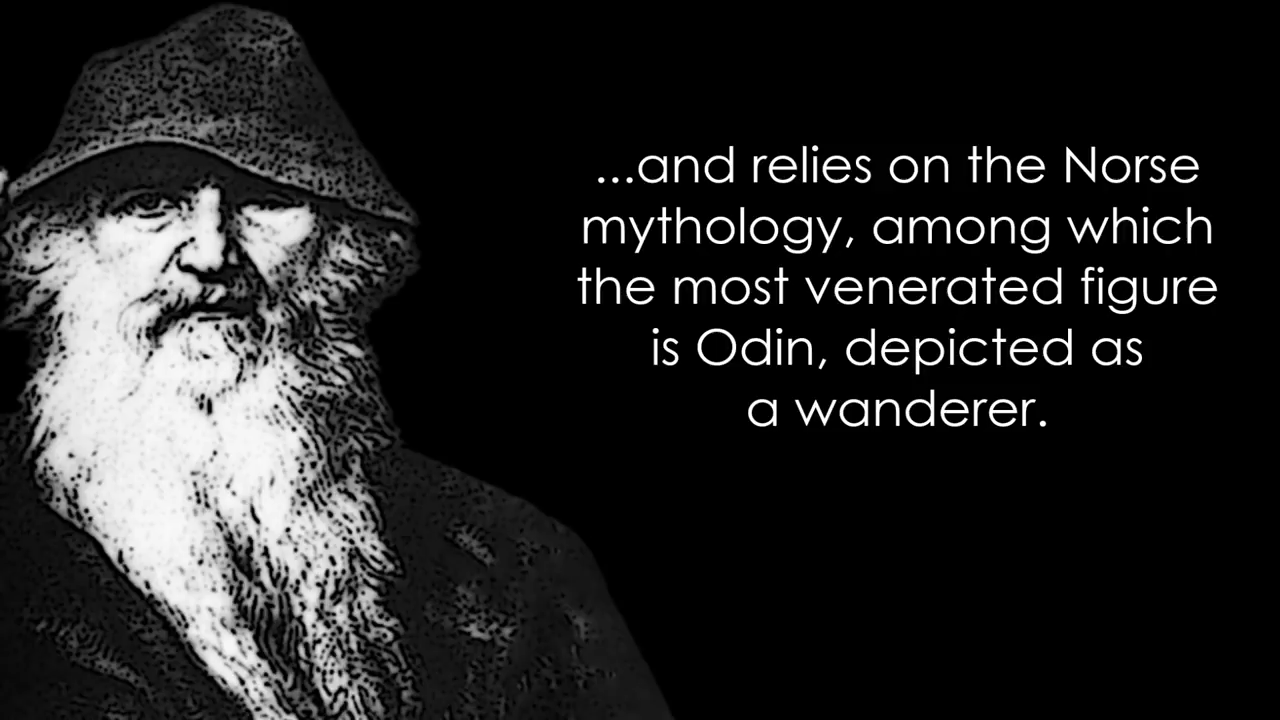 ...and relies on the Norse
mythology, among which
the most venerated figure
is Odin, depicted as
a wanderer.